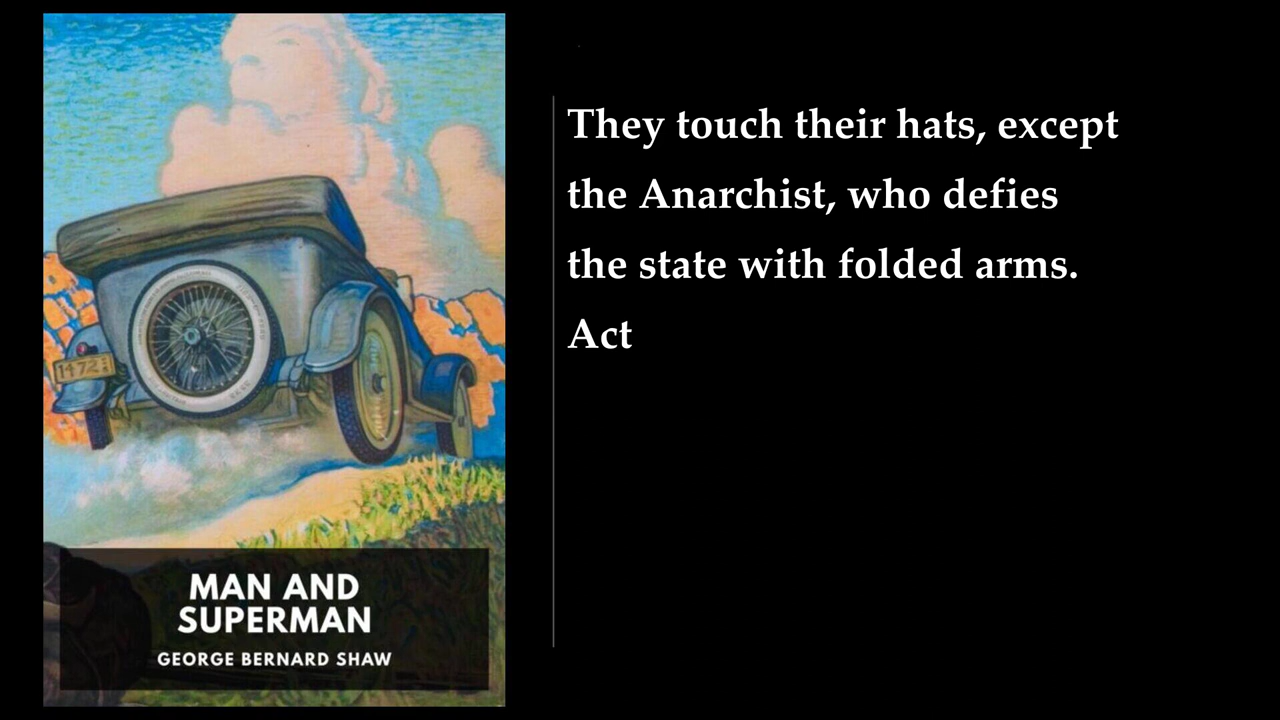 They touch their hats, except
the Anarchist, who defies
the state with folded arms.
Act
1472
MAN AND
SUPERMAN
GEORGE BERNARD SHAW